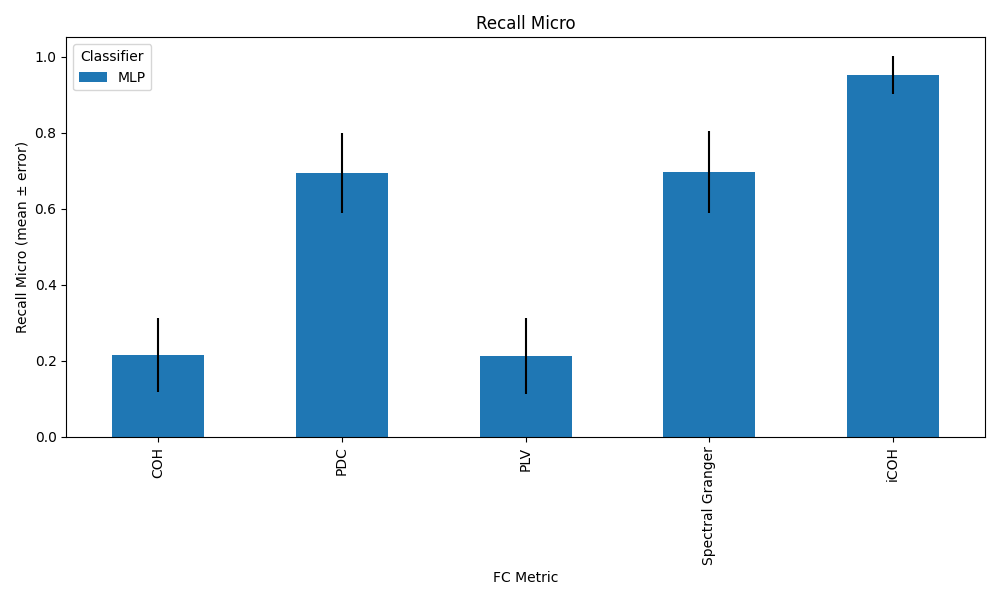 Recall Micro
Classifier
MLP
Recall Micro (mean ± error)
1.0
0.8
0.6
0.4
0.2
0.0
COH
PDC
PLV
Spectral Granger
iCOH
FC Metric